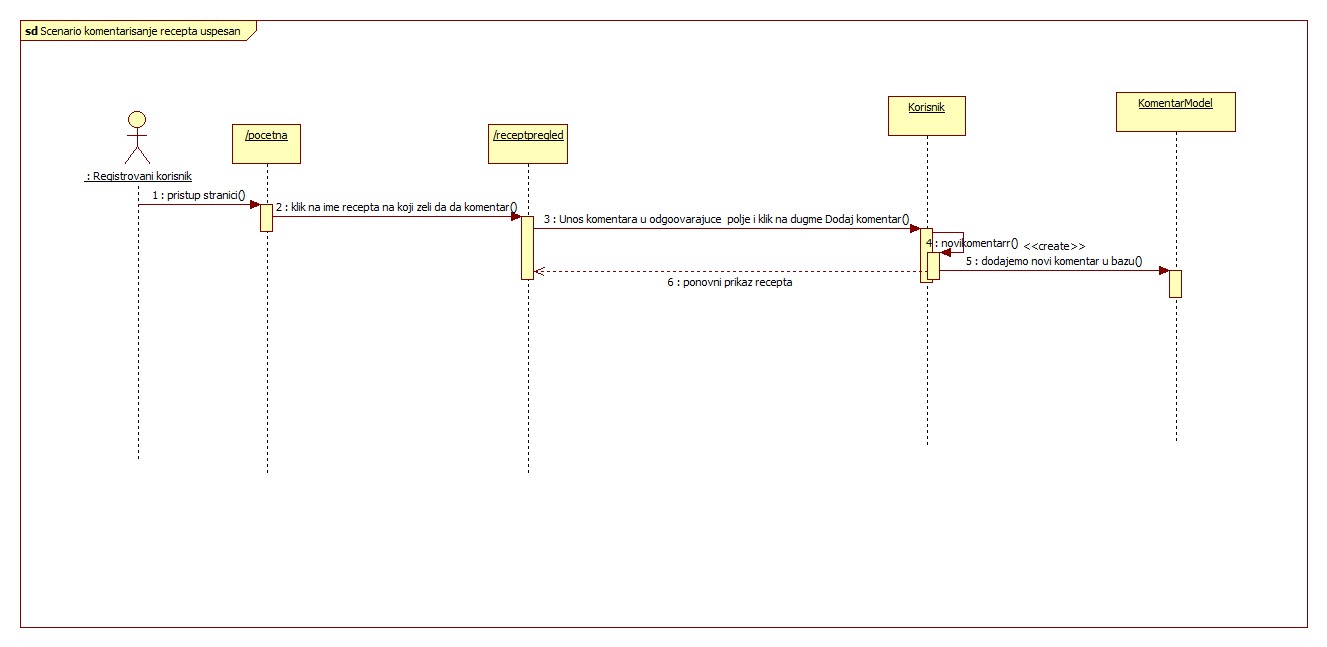 sd Scenario komentarisanje recepta uspesan
Korisnik
KomentarModel
/pocetna
/receptpregled
: Registrovani korisnik
1 : pristup stranici()
2 : klik na ime recepta na koji zeli da da komentar()
3 : Unos komentara u odgoovarajuce polje i klik na dugme Dodaj komentar()
4 : novikomentarr()
<<create>>
5 : dodajemo novi komentar u bazu()
6 : ponovni prikaz recepta